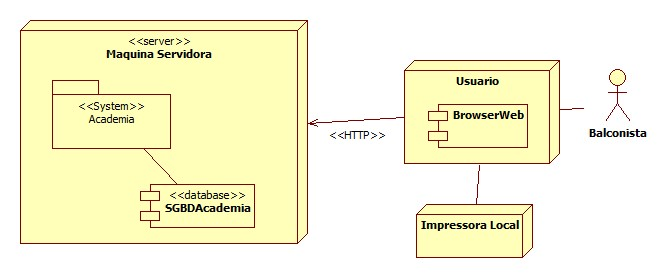 <<server>>
Maquina Servidora
<<System>>
Academia
<<database>>
SGBDAcademia
<<HTTP>>
Usuario
BrowserWeb
Balconista
Impressora Local